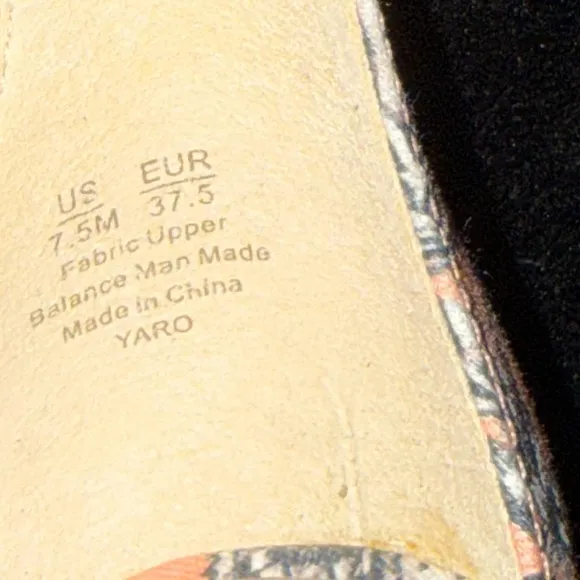 US EUR
7.5M 37.5
Fabric Upper
Balance Man Made
Made in China
YARO